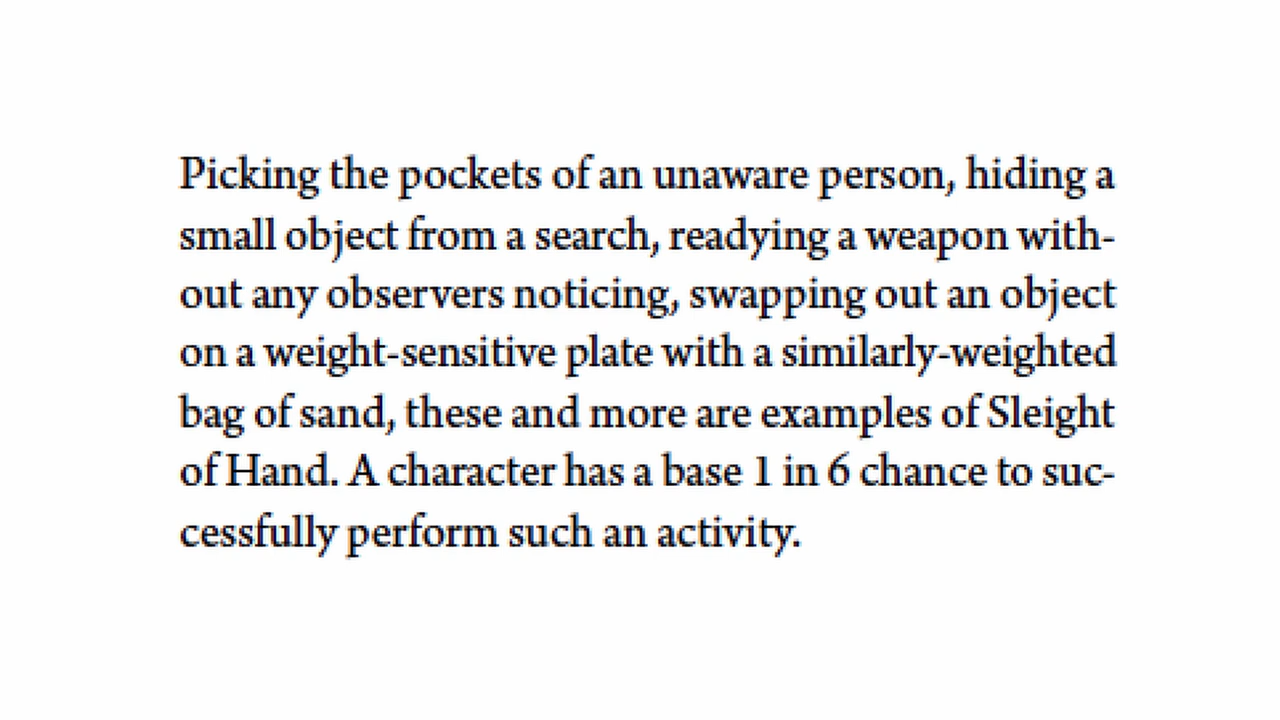 Picking the pockets of an unaware person, hiding a
small object from a search, readying a weapon with-
out any observers noticing, swapping out an object
on a weight-sensitive plate with a similarly-weighted
bag of sand, these and more are examples of Sleight
of Hand. A character has a base 1 in 6 chance to suc-
cessfully perform such an activity.